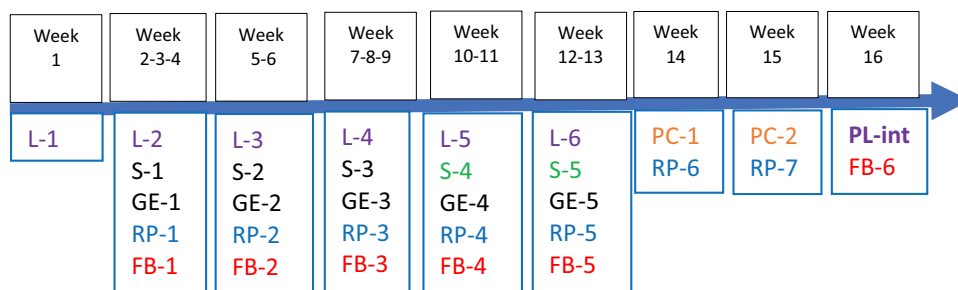 Week
1
Week
2-3-4
Week
5-6
Week
7-8-9
Week
10-11
Week
12-13
Week
14
Week
15
Week
16
L-1
L-2
S-1
GE-1
RP-1
FB-1
L-3
S-2
GE-2
RP-2
FB-2
L-4
S-3
GE-3
RP-3
FB-3
L-5
S-4
GE-4
RP-4
FB-4
L-6
S-5
GE-5
RP-5
FB-5
PC-1
RP-6
PC-2
RP-7
PL-int
FB-6